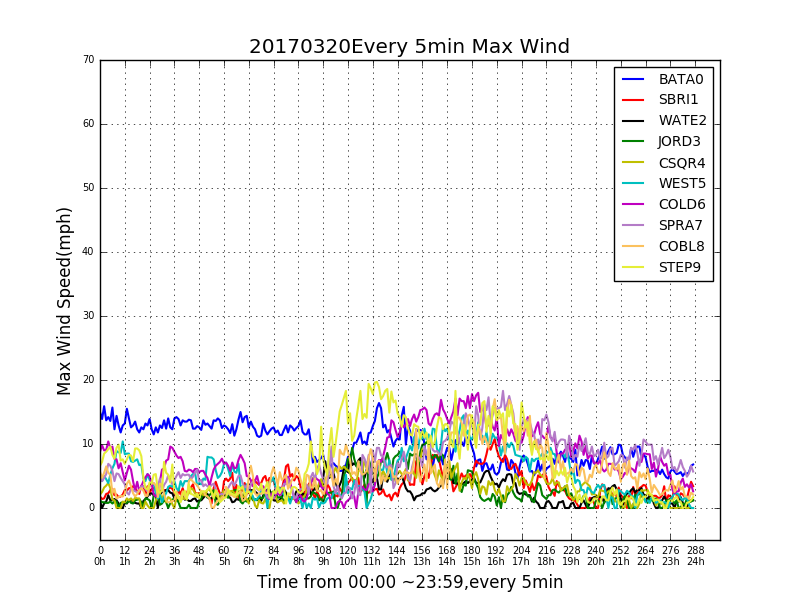 20170320Every 5min Max Wind
Max Wind Speed(mph)
70
60
50
40
30
20
10
0
BATA0
SBRI1
WATE2
JORD3
CSQR4
WEST5
COLD6
SPRA7
COBL8
STEP9
0 12 24 36 48 60 72 84 96 108 120 132 144 156 168 180 192 204 216 228 240 252 264 276 288
0h 1h 2h 3h 4h 5h 6h 7h 8h 9h 10h 11h 12h 13h 14h 15h 16h 17h 18h 19h 20h 21h 22h 23h 24h
Time from 00:00 ~23:59,every 5min